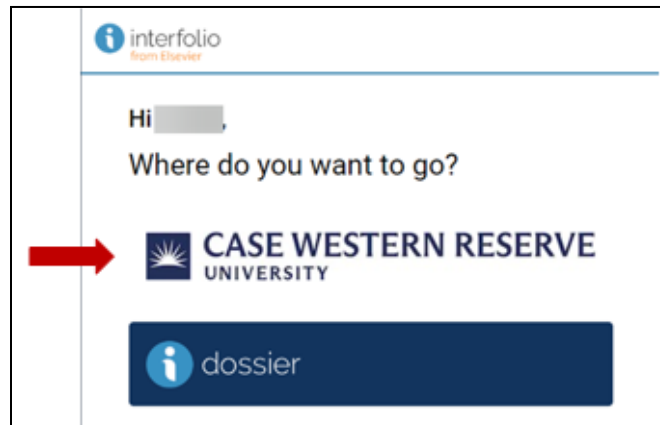 interfolio
from Elsevier
Hi ,
Where do you want to go?
CASE WESTERN RESERVE
UNIVERSITY
dossier